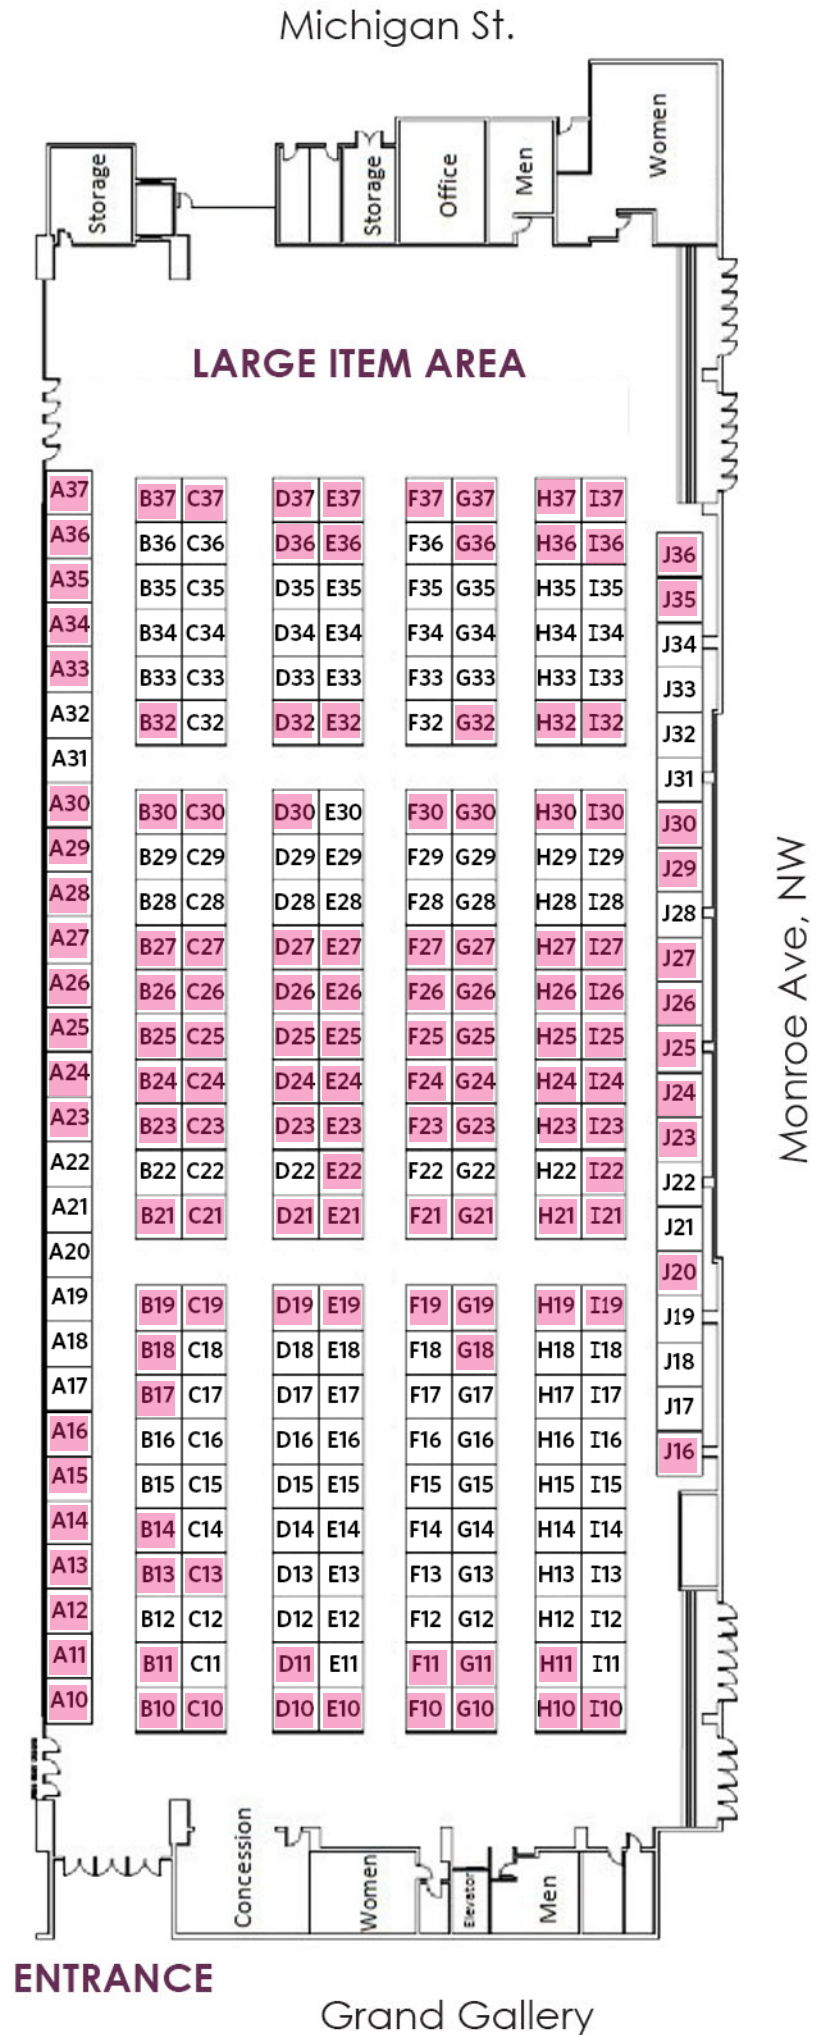 Michigan St.
Women
Storage
Storage
Office
Men
LARGE ITEM AREA
A37
B37 C37 D37 E37 F37 G37 H37 I37
A36
B36 C36 D36 E36 F36 G36 H36 I36
J36
A35
B35 C35 D35 E35 F35 G35 H35 I35
J35
A34
B34 C34 D34 E34 F34 G34 H34 I34
J34
A33
B33 C33 D33 E33 F33 G33 H33 I33
J33
A32
B32 C32 D32 E32 F32 G32 H32 I32
J32
A31
J31
A30
B30 C30 D30 E30 F30 G30 H30 I30
J30
A29
B29 C29 D29 E29 F29 G29 H29 I29
J29
A28
B28 C28 D28 E28 F28 G28 H28 I28
J28
A27
B27 C27 D27 E27 F27 G27 H27 I27
J27
A26
B26 C26 D26 E26 F26 G26 H26 I26
J26
A25
B25 C25 D25 E25 F25 G25 H25 I25
J25
A24
B24 C24 D24 E24 F24 G24 H24 I24
J24
A23
B23 C23 D23 E23 F23 G23 H23 I23
J23
A22
B22 C22 D22 E22 F22 G22 H22 I22
J22
A21
B21 C21 D21 E21 F21 G21 H21 I21
J21
A20
J20
A19
B19 C19 D19 E19 F19 G19 H19 I19
J19
A18
B18 C18 D18 E18 F18 G18 H18 I18
J18
A17
B17 C17 D17 E17 F17 G17 H17 I17
J17
A16
B16 C16 D16 E16 F16 G16 H16 I16
J16
A15
B15 C15 D15 E15 F15 G15 H15 I15
A14
B14 C14 D14 E14 F14 G14 H14 I14
A13
B13 C13 D13 E13 F13 G13 H13 I13
A12
B12 C12 D12 E12 F12 G12 H12 I12
A11
B11 C11 D11 E11 F11 G11 H11 I11
A10
B10 C10 D10 E10 F10 G10 H10 I10
Monroe Ave, NW
Concession
Women
Elevator
Men
ENTRANCE
Grand Gallery